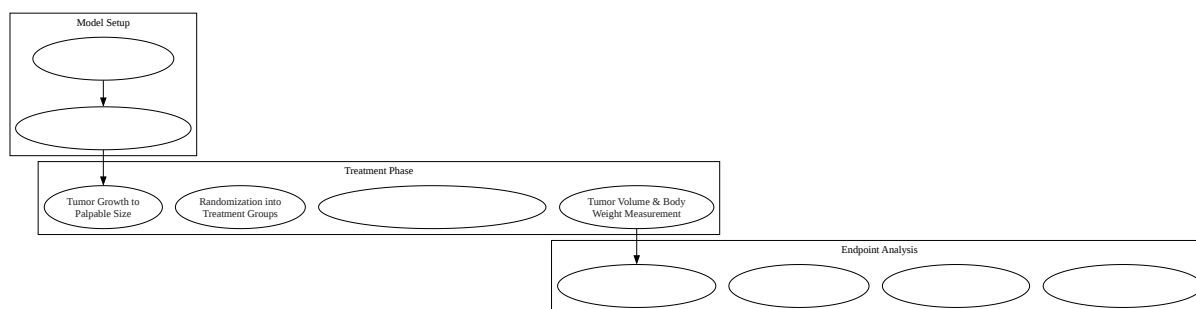 Model Setup
Treatment Phase
Tumor Growth to
Palpable Size
Randomization into
Treatment Groups
Tumor Volume & Body
Weight Measurement
Endpoint Analysis